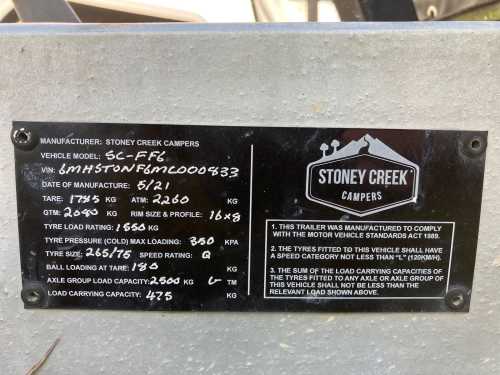 MANUFACTURER: STONEY CREEK CAMPERS
VEHICLE MODEL: SC-FF6
VIN: 6MHSTONF6MC000833
DATE OF MANUFACTURE: 5/21
TARE: 1785 KG ATM: 2260 KG
GTM: 2080 KG RIM SIZE & PROFILE: 16x8
TYRE LOAD RATING: 1550 KG
TYRE PRESSURE (COLD) MAX LOADING: 350 KPA
TYRE SIZE: 265/75 SPEED RATING: Q
BALL LOADING AT TARE: 180 KG
AXLE GROUP LOAD CAPACITY: 2500 KG TM
LOAD CARRYING CAPACITY: 475 KG
STONEY CREEK
CAMPERS
1. THIS TRAILER WAS MANUFACTURED TO COMPLY
WITH THE MOTOR VEHICLE STANDARDS ACT 1989.
2. THE TYRES FITTED TO THIS VEHICLE SHALL HAVE
A SPEED CATEGORY NOT LESS THAN "L" (120KM/H).
3. THE SUM OF THE LOAD CARRYING CAPACITIES OF
THE TYRES FITTED TO ANY AXLE OR AXLE GROUP OF
THIS VEHICLE SHALL NOT BE LESS THAN THE
RELEVANT LOAD SHOWN ABOVE.